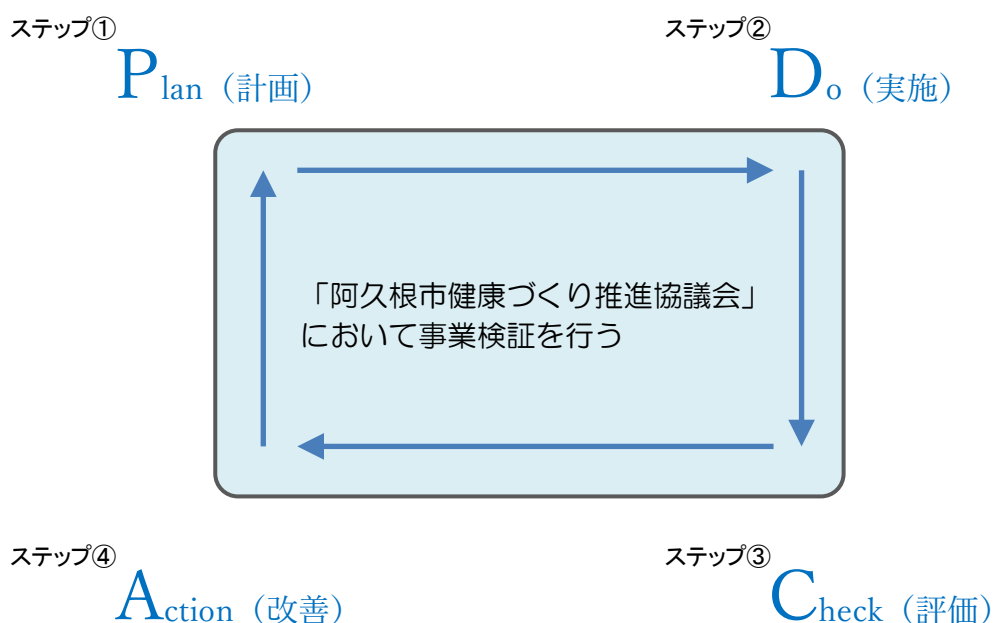 ステップ①
Plan（計画）
ステップ②
Do（実施）
「阿久根市健康づくり推進協議会」
において事業検証を行う
ステップ④
Action（改善）
ステップ③
Check（評価）